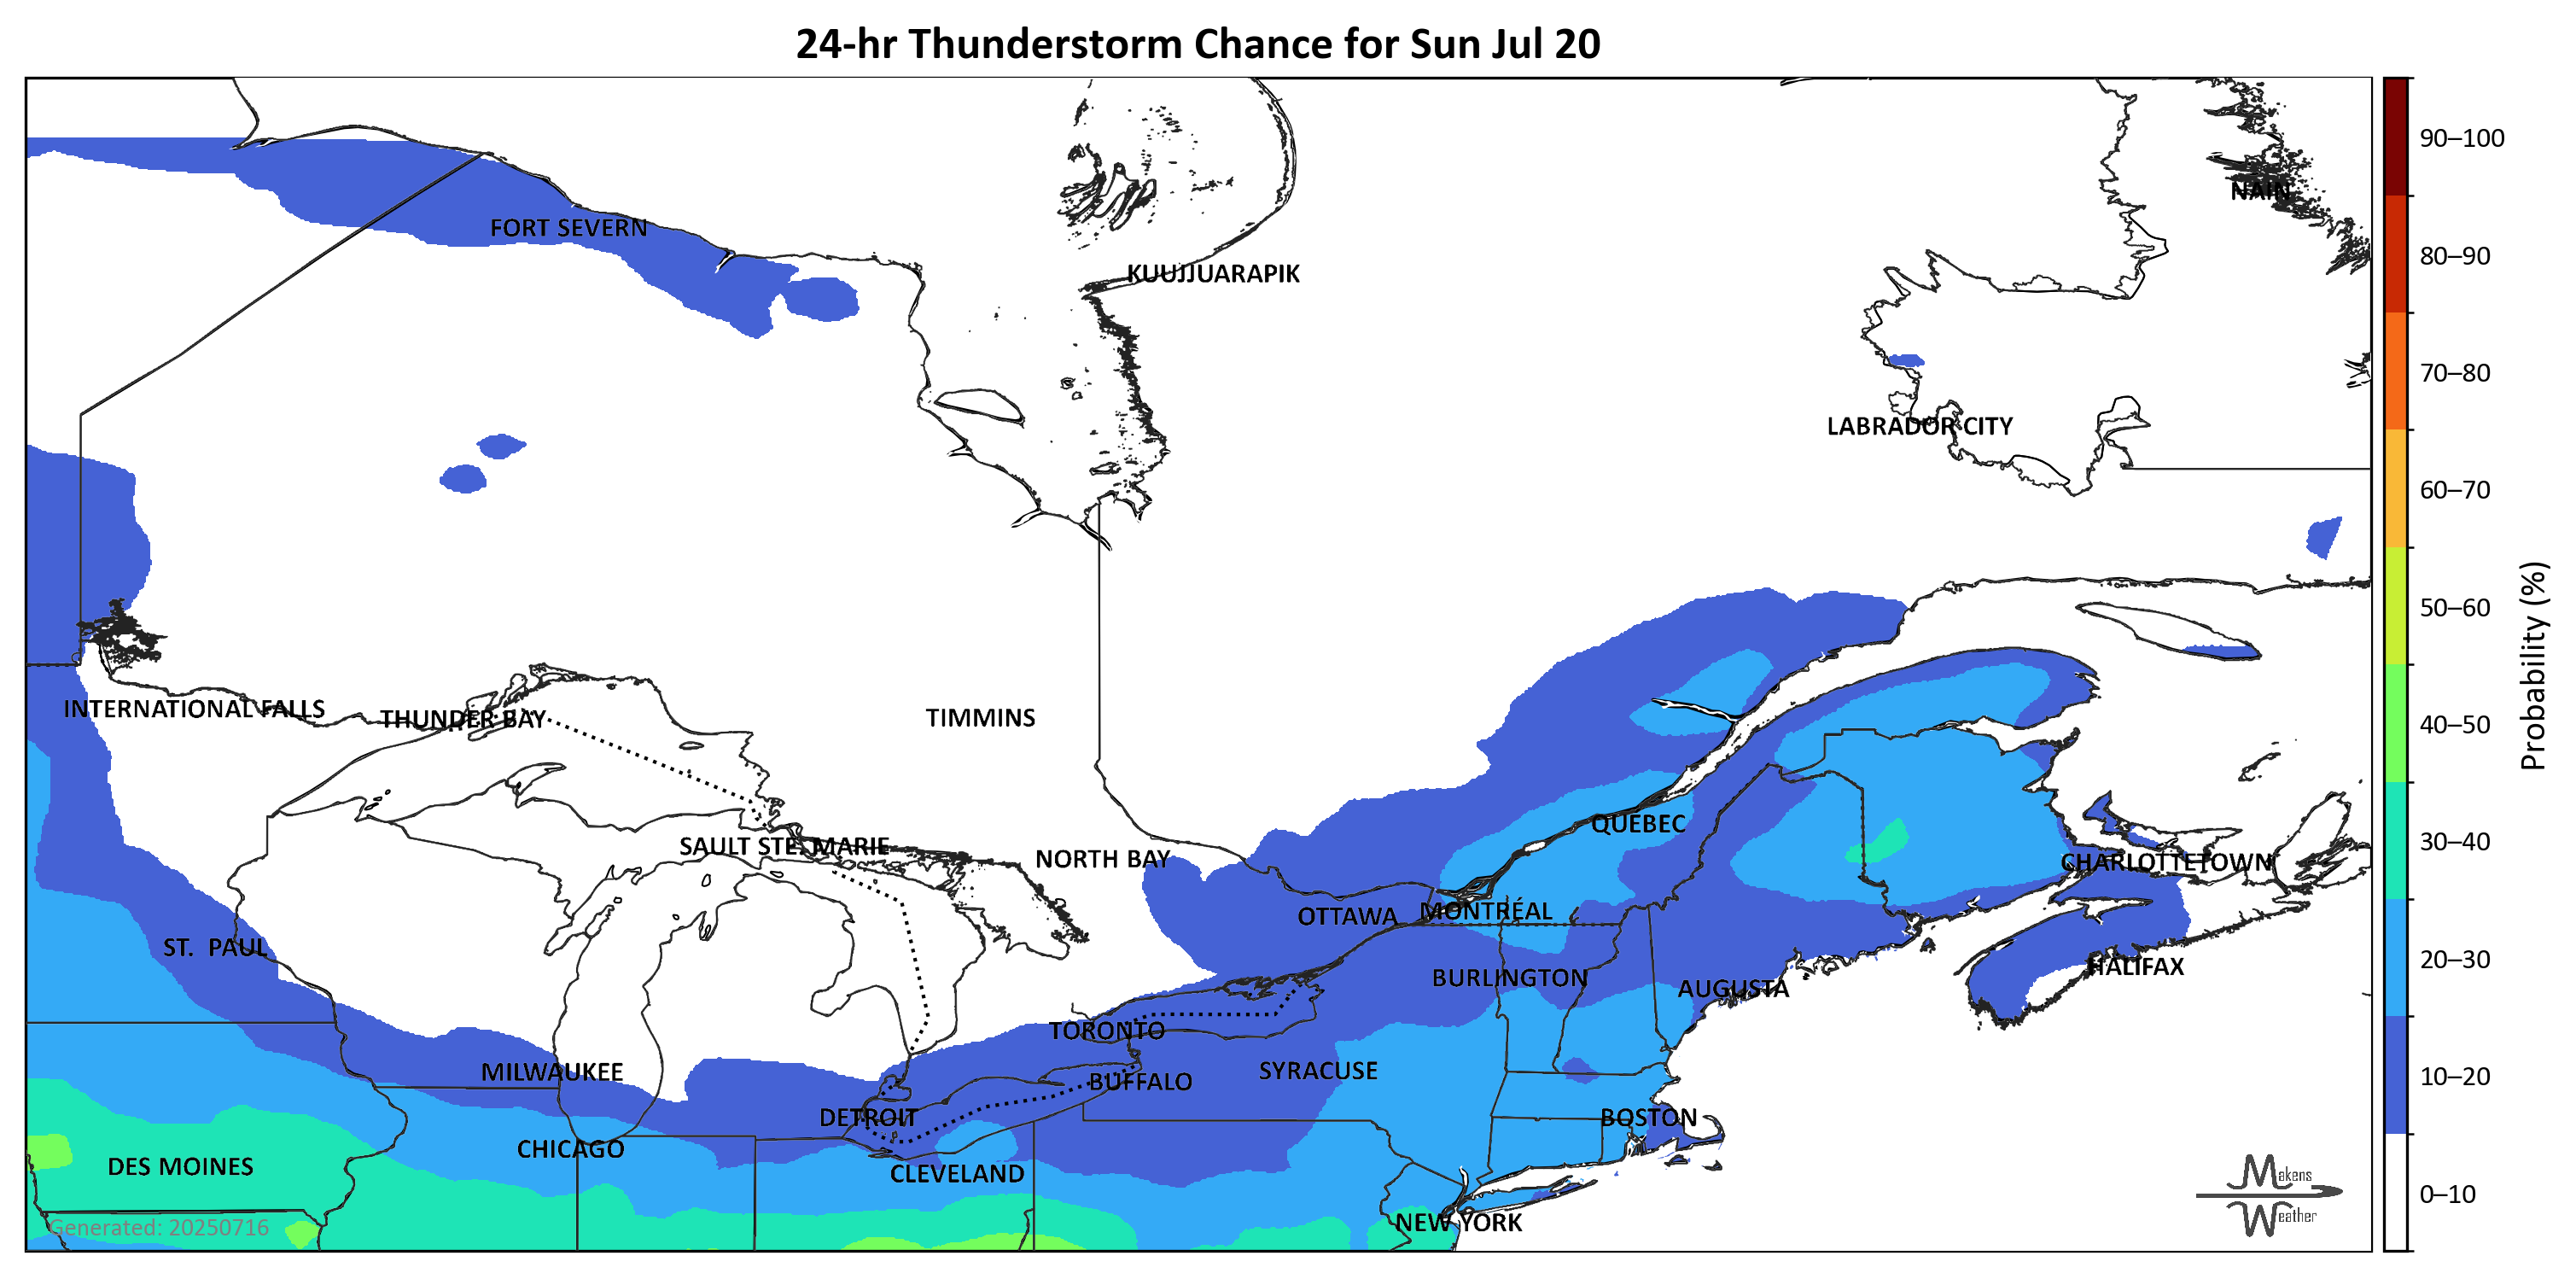 24-hr Thunderstorm Chance for Sun Jul 20
NAIN
FORT SEVERN
KUUJJUARAPIK
LABRADOR CITY
INTERNATIONAL FALLS
THUNDER BAY
TIMMINS
QUEBEC
SAULT STE. MARIE
NORTH BAY
CHARLOTTETOWN
OTTAWA
MONTRÉAL
ST. PAUL
HALIFAX
BURLINGTON
AUGUSTA
TORONTO
MILWAUKEE
SYRACUSE
BUFFALO
DETROIT
BOSTON
CHICAGO
DES MOINES
CLEVELAND
NEW YORK
Generated: 20250716
Makens
Weather
90–100
80–90
70–80
60–70
50–60
40–50
30–40
20–30
10–20
0–10
Probability (%)